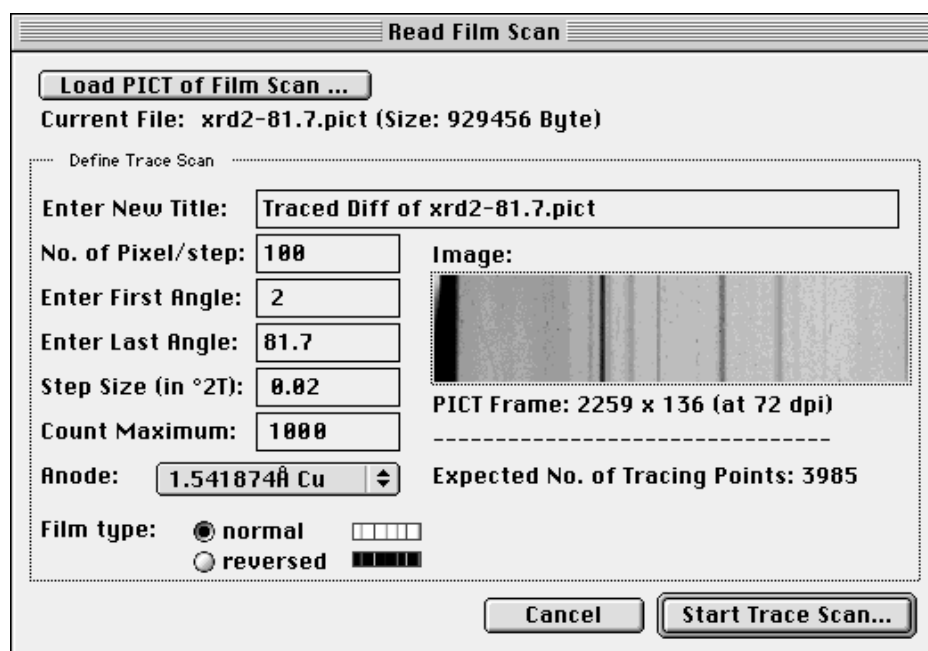 Read Film Scan
Load PICT of Film Scan ...
Current File: xrd2-81.7.pict (Size: 929456 Byte)
Define Trace Scan
Enter New Title: Traced Diff of xrd2-81.7.pict
No. of Pixel/step: 100
Image:
Enter First Angle: 2
Enter Last Angle: 81.7
Step Size (in °2T): 0.02
PICT Frame: 2259 x 136 (at 72 dpi)
Count Maximum: 1000
---------------------------------
Anode: 1.541874Å Cu
Expected No. of Tracing Points: 3985
Film type: normal
reversed
Cancel
Start Trace Scan...